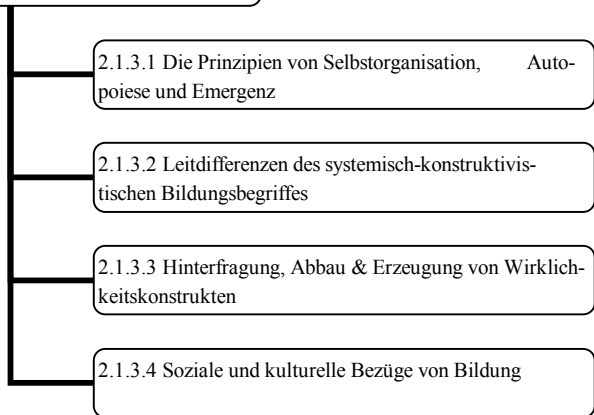 2.1.3.1 Die Prinzipien von Selbstorganisation, Auto-
poiese und Emergenz
2.1.3.2 Leitdifferenzen des systemisch-konstruktivis-
tischen Bildungsbegriffes
2.1.3.3 Hinterfragung, Abbau & Erzeugung von Wirklich-
keitskonstrukten
2.1.3.4 Soziale und kulturelle Bezüge von Bildung